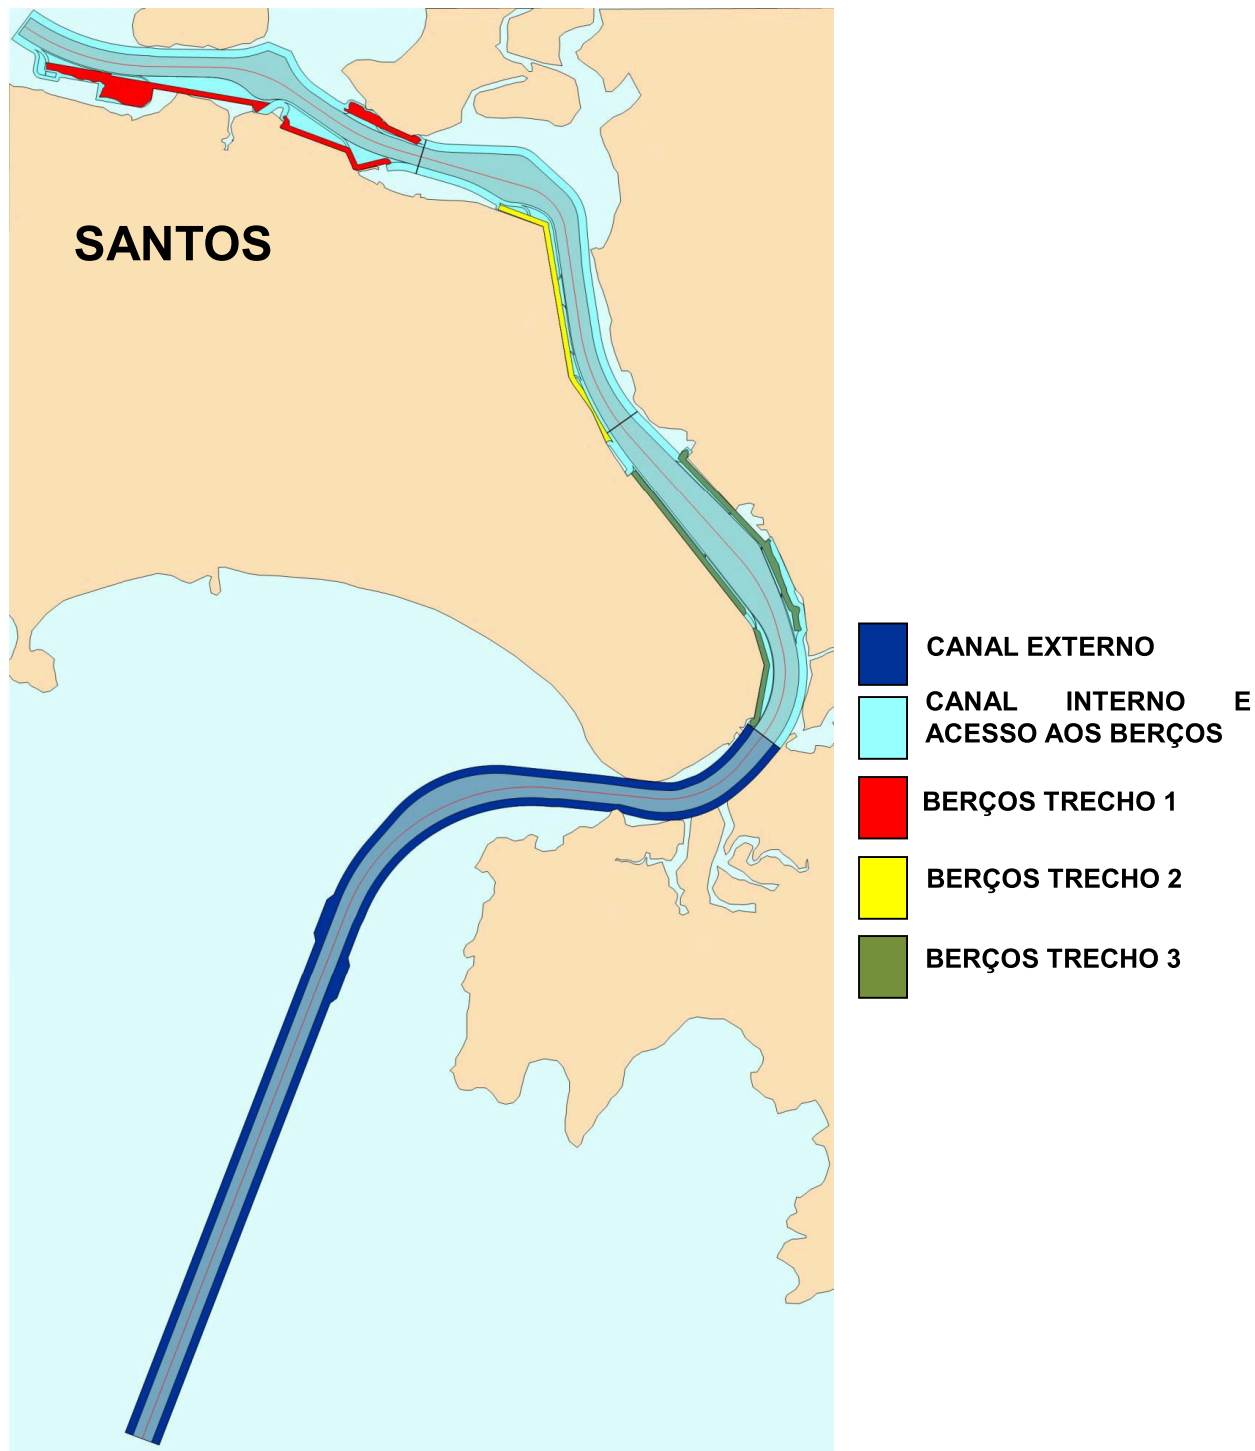 SANTOS
CANAL EXTERNO
CANAL INTERNO E
ACESSO AOS BERÇOS
BERÇOS TRECHO 1
BERÇOS TRECHO 2
BERÇOS TRECHO 3